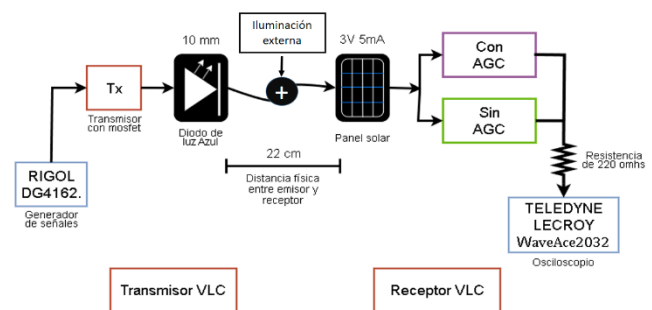 Iluminación
externa
10 mm
3V 5mA
Tx
Transmisor
con mosfet
Diodo de
luz Azul
+
Panel solar
Con
AGC
Sin
AGC
22 cm
Distancia física
entre emisor y
receptor
Resistencia
de 220 omhs
RIGOL
DG4162.
Generador
de señales
TELEDYNE
LECROY
WaveAce2032
Osciloscopio
Transmisor VLC
Receptor VLC